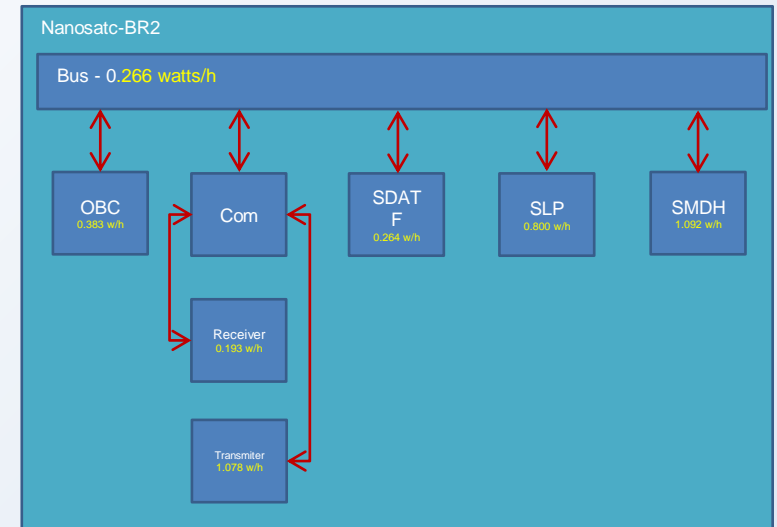 Nanosatc-BR2
Bus - 0.266 watts/h
OBC
0.383 w/h
Com
SDAT
F
0.264 w/h
SLP
0.800 w/h
SMDH
1.092 w/h
Receiver
0.193 w/h
Transmiter
1.078 w/h